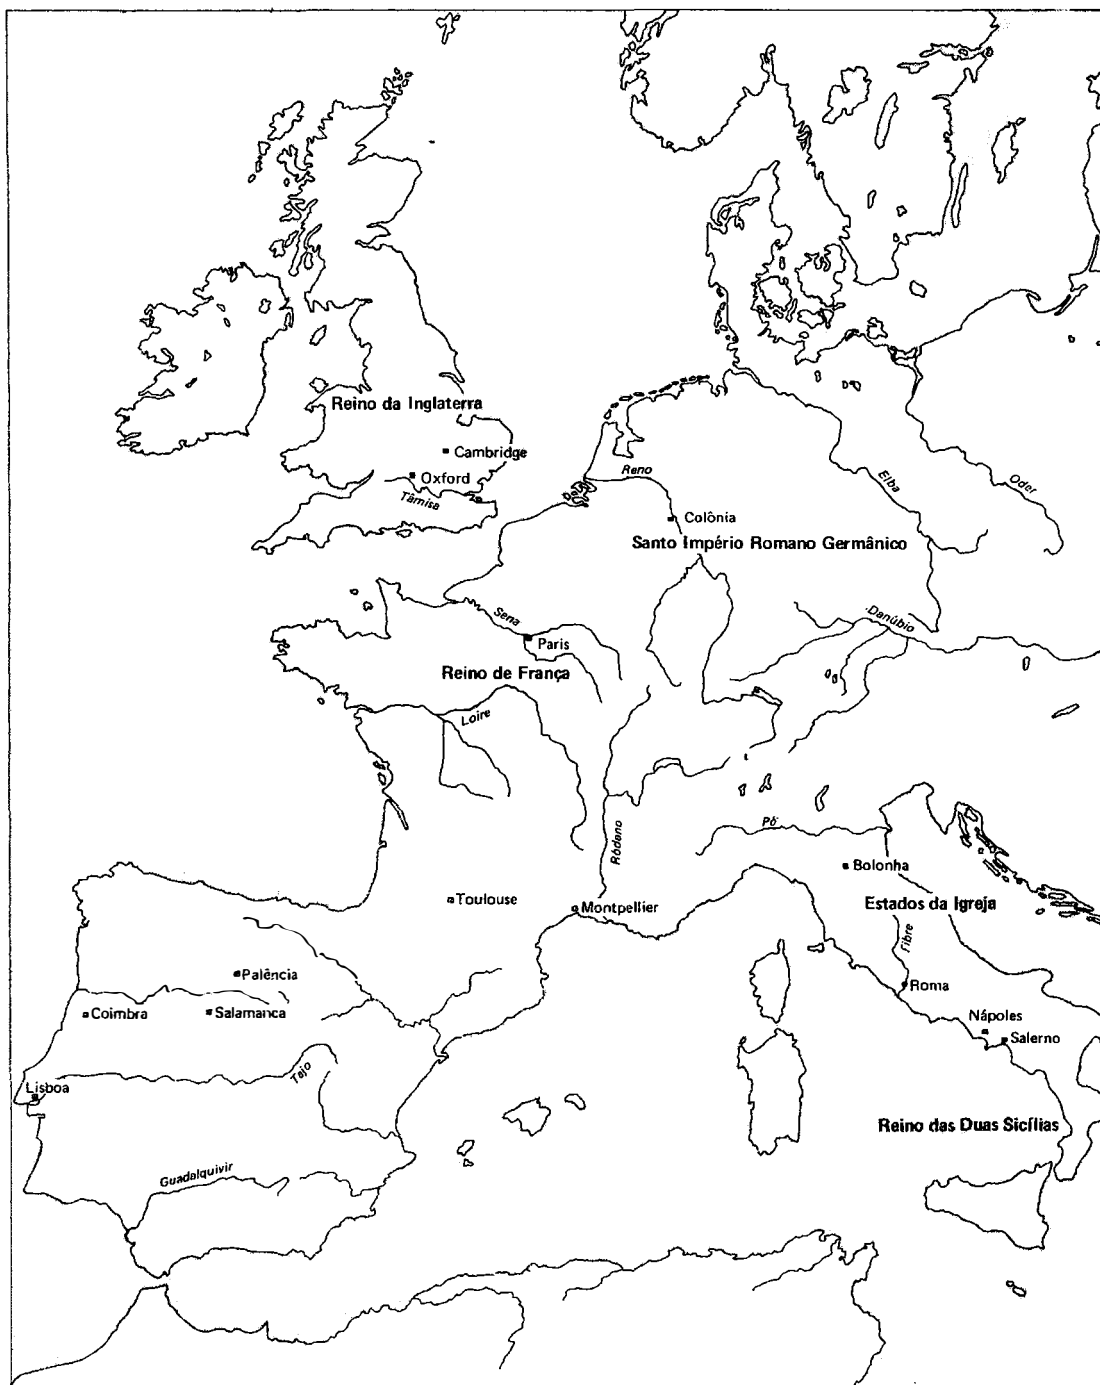 Reino da Inglaterra
Cambridge
Oxford
Tâmisa
Reno
Elba
Oder
Colônia
Santo Império Romano Germânico
Sena
Danúbio
Paris
Reino de França
Loire
Ródano
Pó
Bolonha
Toulouse
Montpellier
Estados da Igreja
Tibre
Palência
Roma
Coimbra
Salamanca
Nápoles
Salerno
Tejo
Lisboa
Reino das Duas Sicílias
Guadalquivir